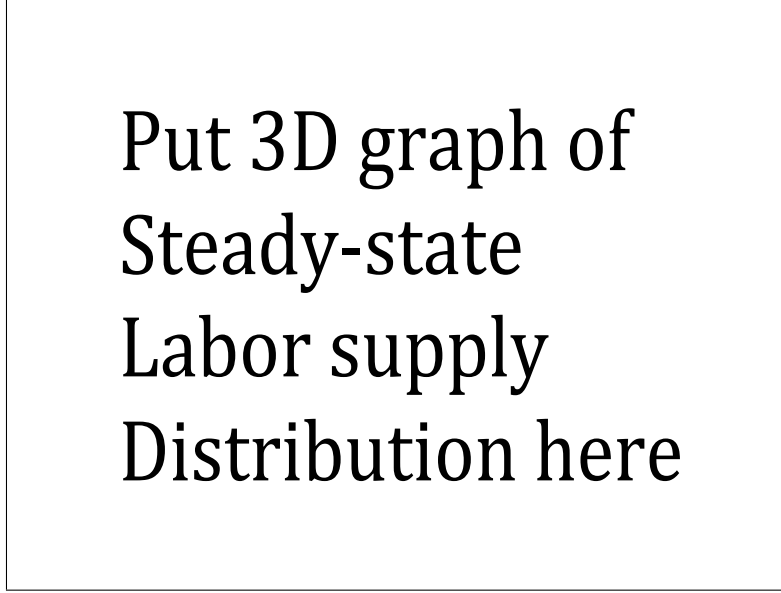 Put 3D graph of
Steady-state
Labor supply
Distribution here